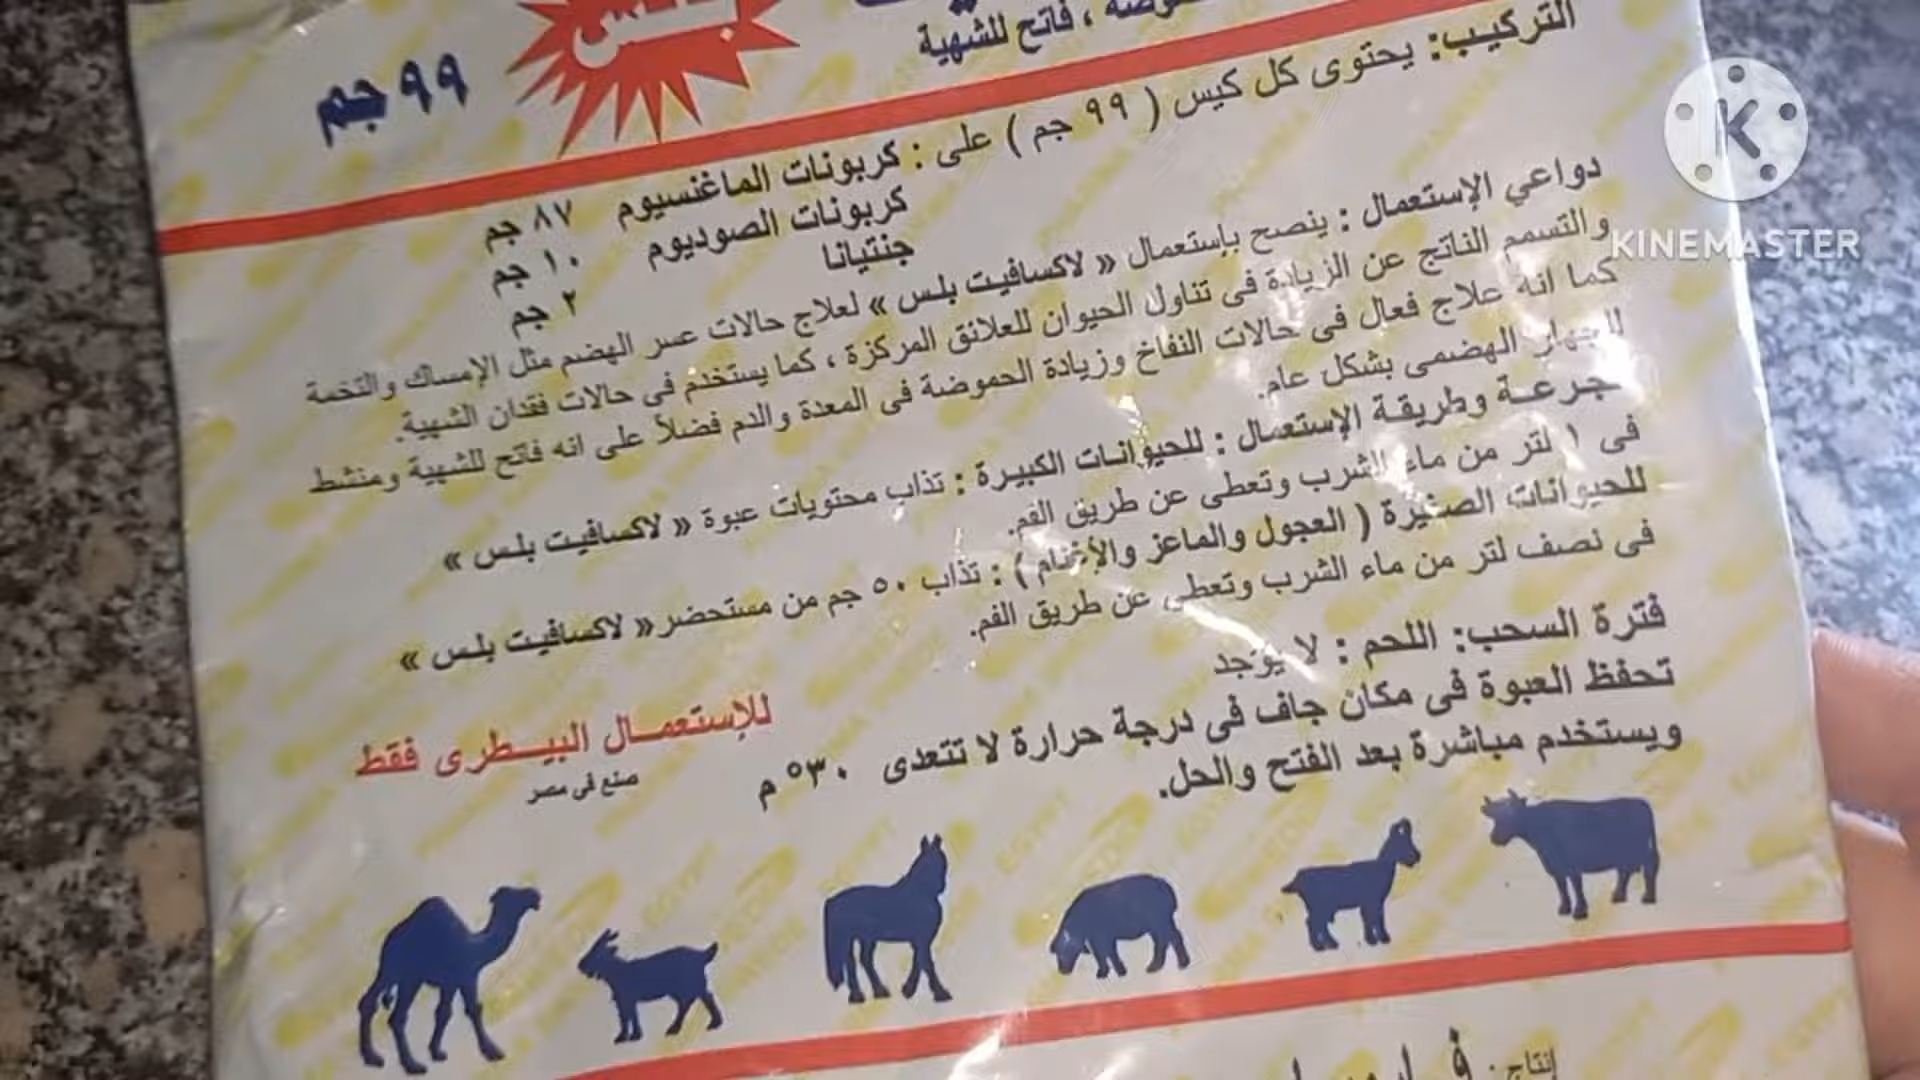 بلس
، فاتح للشهية
٩٩ جم
التركيب: يحتوى كل كيس ( ٩٩ جم ) على : كربونات الماغنسيوم ٨٧ جم
كربونات الصوديوم ١٠ جم
جنتيانا ٢ جم
دواعي الإستعمال : ينصح بإستعمال « لاكسافيت بلس » لعلاج حالات عسر الهضم مثل الإمساك والتخمة
والتسمم الناتج عن الزيادة فى تناول الحيوان للعلائق المركزة ، كما يستخدم في حالات فقدان الشهية.
كما انه علاج فعال فى حالات النفاخ وزيادة الحموضة فى المعدة والدم فضلاً على انه فاتح للشهية ومنشط
للجهاز الهضمى بشكل عام.
جرعة وطريقة الإستعمال : للحيوانات الكبيرة : تذاب محتويات عبوة « لاكسافيت بلس »
فى ١ لتر من ماء الشرب وتعطى عن طريق الفم.
للحيوانات الصغيرة ( العجول والماعز والأغنام ) : تذاب ٥٠ جم من مستحضر « لاكسافيت بلس »
فى نصف لتر من ماء الشرب وتعطى عن طريق الفم.
فترة السحب: اللحم : لا يوجد
تحفظ العبوة فى مكان جاف فى درجة حرارة لا تتعدى ٣٠° م
ويستخدم مباشرة بعد الفتح والحل.
للإستعمال البيطرى فقط
صنع فى مصر
إنتاج:
KINEMASTER